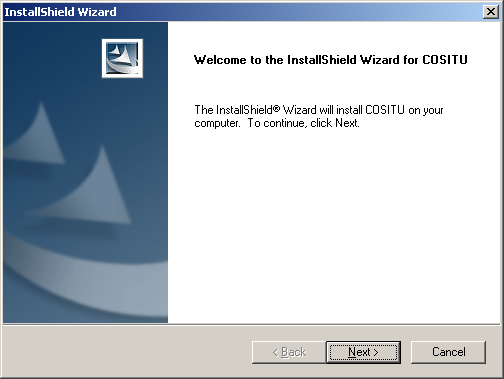 InstallShield Wizard
Welcome to the InstallShield Wizard for COSITU
The InstallShield® Wizard will install COSITU on your
computer.  To continue, click Next.
< Back
Next >
Cancel